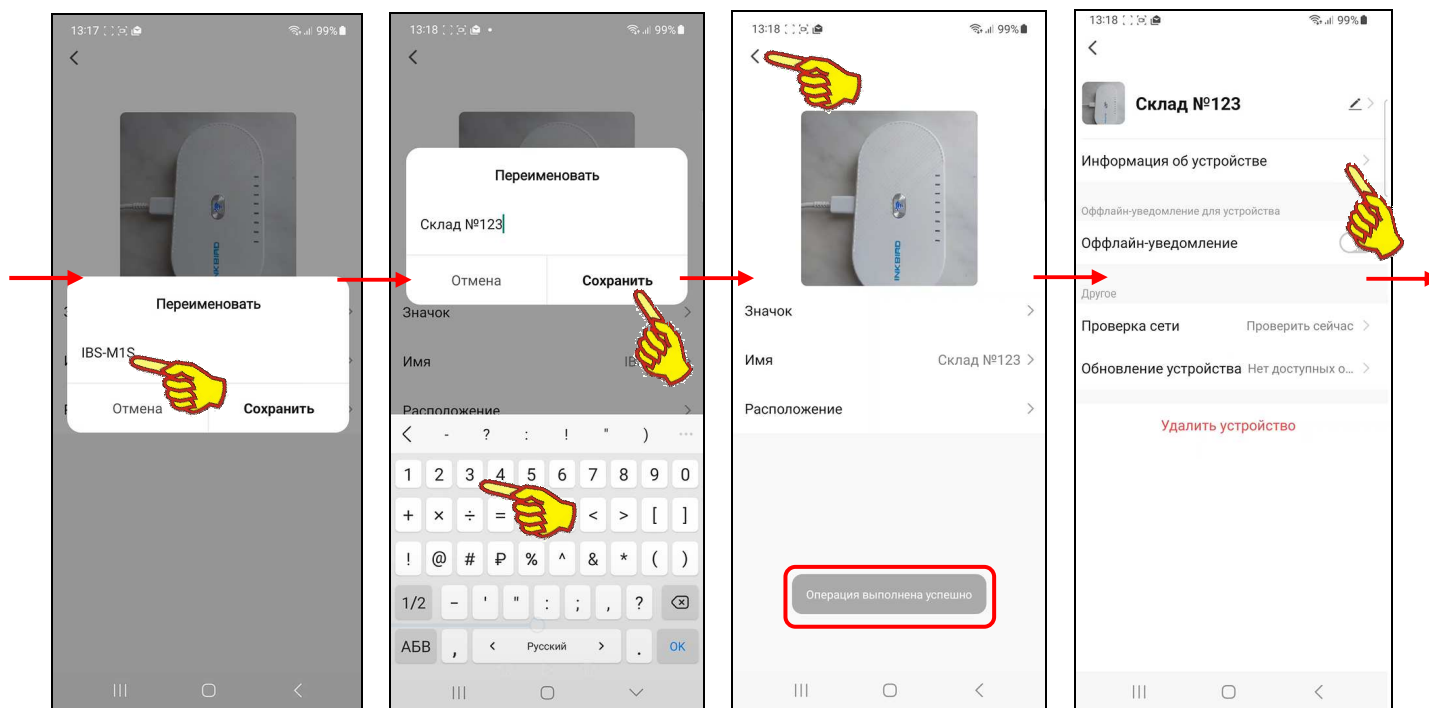 13:17
99%
INKBIRD
Переименовать
IBS-M1S
Отмена
Сохранить
13:18
99%
Переименовать
Склад №123
Отмена
Сохранить
Значок
Имя
IB
Расположение
- ? : ! " )
1 2 3 4 5 6 7 8 9 0
+ × ÷ = < > [ ]
! @ # ₽ % ^ & * ( )
1/2 - ' " : ; , ?
АБВ , < Русский > . OK
13:18
99%
INKBIRD
Значок
Имя
Склад №123
Расположение
Операция выполнена успешно
13:18
99%
Склад №123
Информация об устройстве
Оффлайн-уведомление для устройства
Оффлайн-уведомление
Другое
Проверка сети
Проверить сейчас
Обновление устройства
Нет доступных о...
Удалить устройство